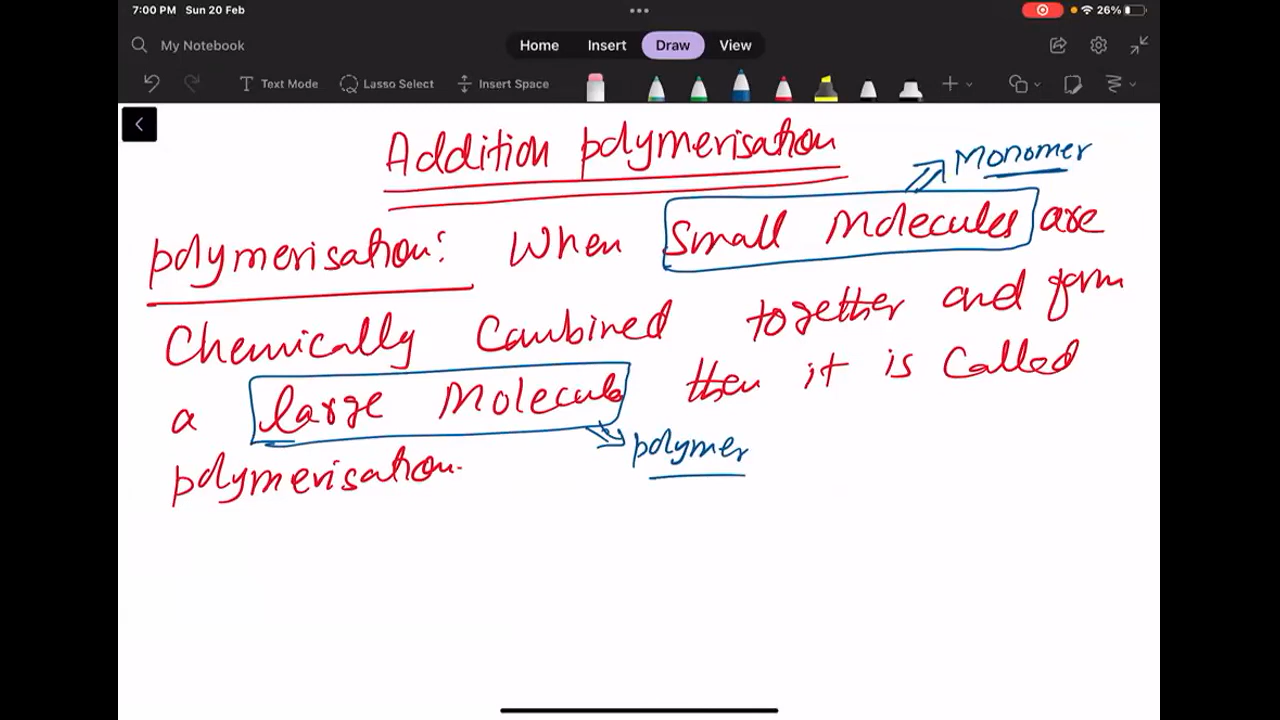 7:00 PM Sun 20 Feb
26%
My Notebook
Home Insert Draw View
Text Mode Lasso Select Insert Space
Addition polymerisation
Monomer
polymerisation: When Small Molecules are
Chemically Combined together and form
a large Molecule then it is Called
polymer
polymerisation.